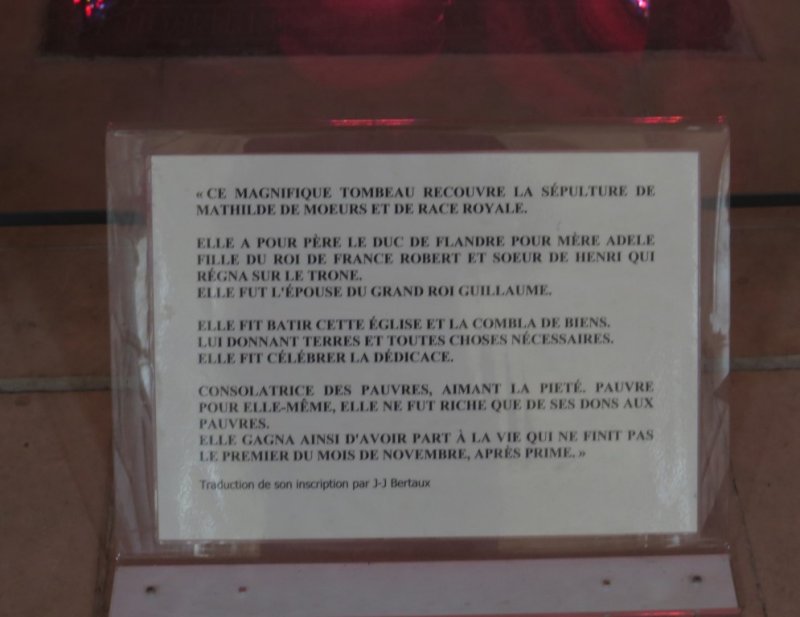 « CE MAGNIFIQUE TOMBEAU RECOUVRE LA SÉPULTURE DE
MATHILDE DE MOEURS ET DE RACE ROYALE.
ELLE A POUR PÈRE LE DUC DE FLANDRE POUR MÈRE ADELE
FILLE DU ROI DE FRANCE ROBERT ET SOEUR DE HENRI QUI
RÉGNA SUR LE TRONE.
ELLE FUT L'ÉPOUSE DU GRAND ROI GUILLAUME.
ELLE FIT BATIR CETTE ÉGLISE ET LA COMBLA DE BIENS.
LUI DONNANT TERRES ET TOUTES CHOSES NÉCESSAIRES.
ELLE FIT CÉLÉBRER LA DÉDICACE.
CONSOLATRICE DES PAUVRES, AIMANT LA PIETÉ. PAUVRE
POUR ELLE-MÊME, ELLE NE FUT RICHE QUE DE SES DONS AUX
PAUVRES.
ELLE GAGNA AINSI D'AVOIR PART À LA VIE QUI NE FINIT PAS
LE PREMIER DU MOIS DE NOVEMBRE, APRÈS PRIME. »
Traduction de son inscription par J-J Bertaux